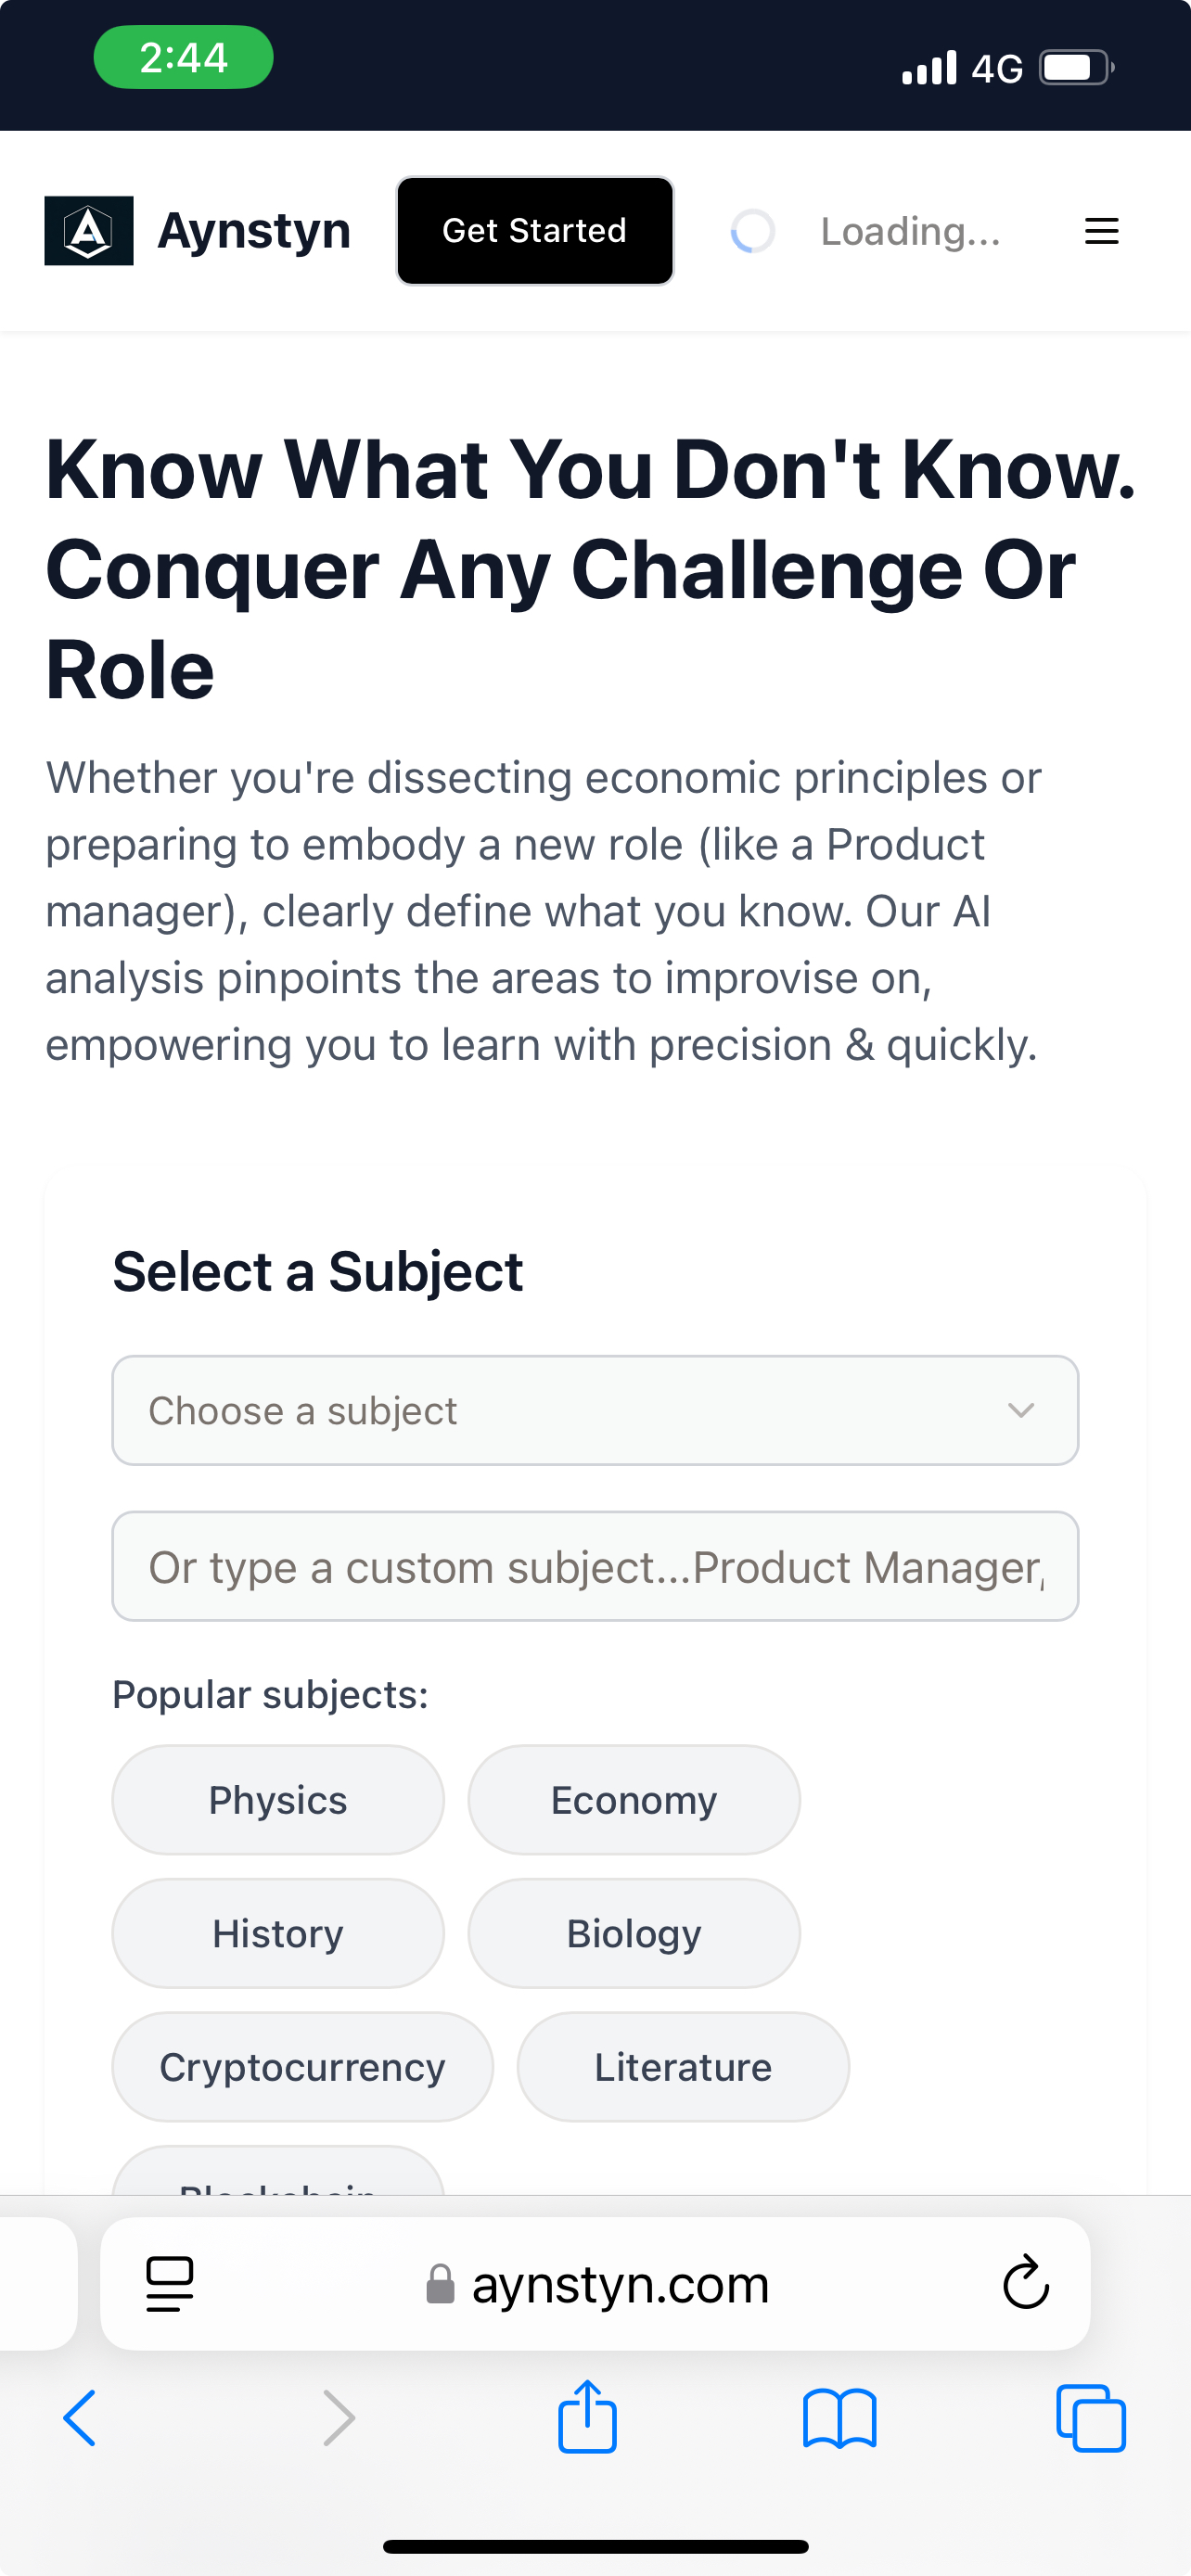 2:44
4G
Aynstyn
Get Started
Loading...
Know What You Don't Know.
Conquer Any Challenge Or
Role
Whether you're dissecting economic principles or
preparing to embody a new role (like a Product
manager), clearly define what you know. Our AI
analysis pinpoints the areas to improvise on,
empowering you to learn with precision & quickly.
Select a Subject
Choose a subject
Or type a custom subject...Product Manager,
Popular subjects:
Physics
Economy
History
Biology
Cryptocurrency
Literature
Blockchain
aynstyn.com